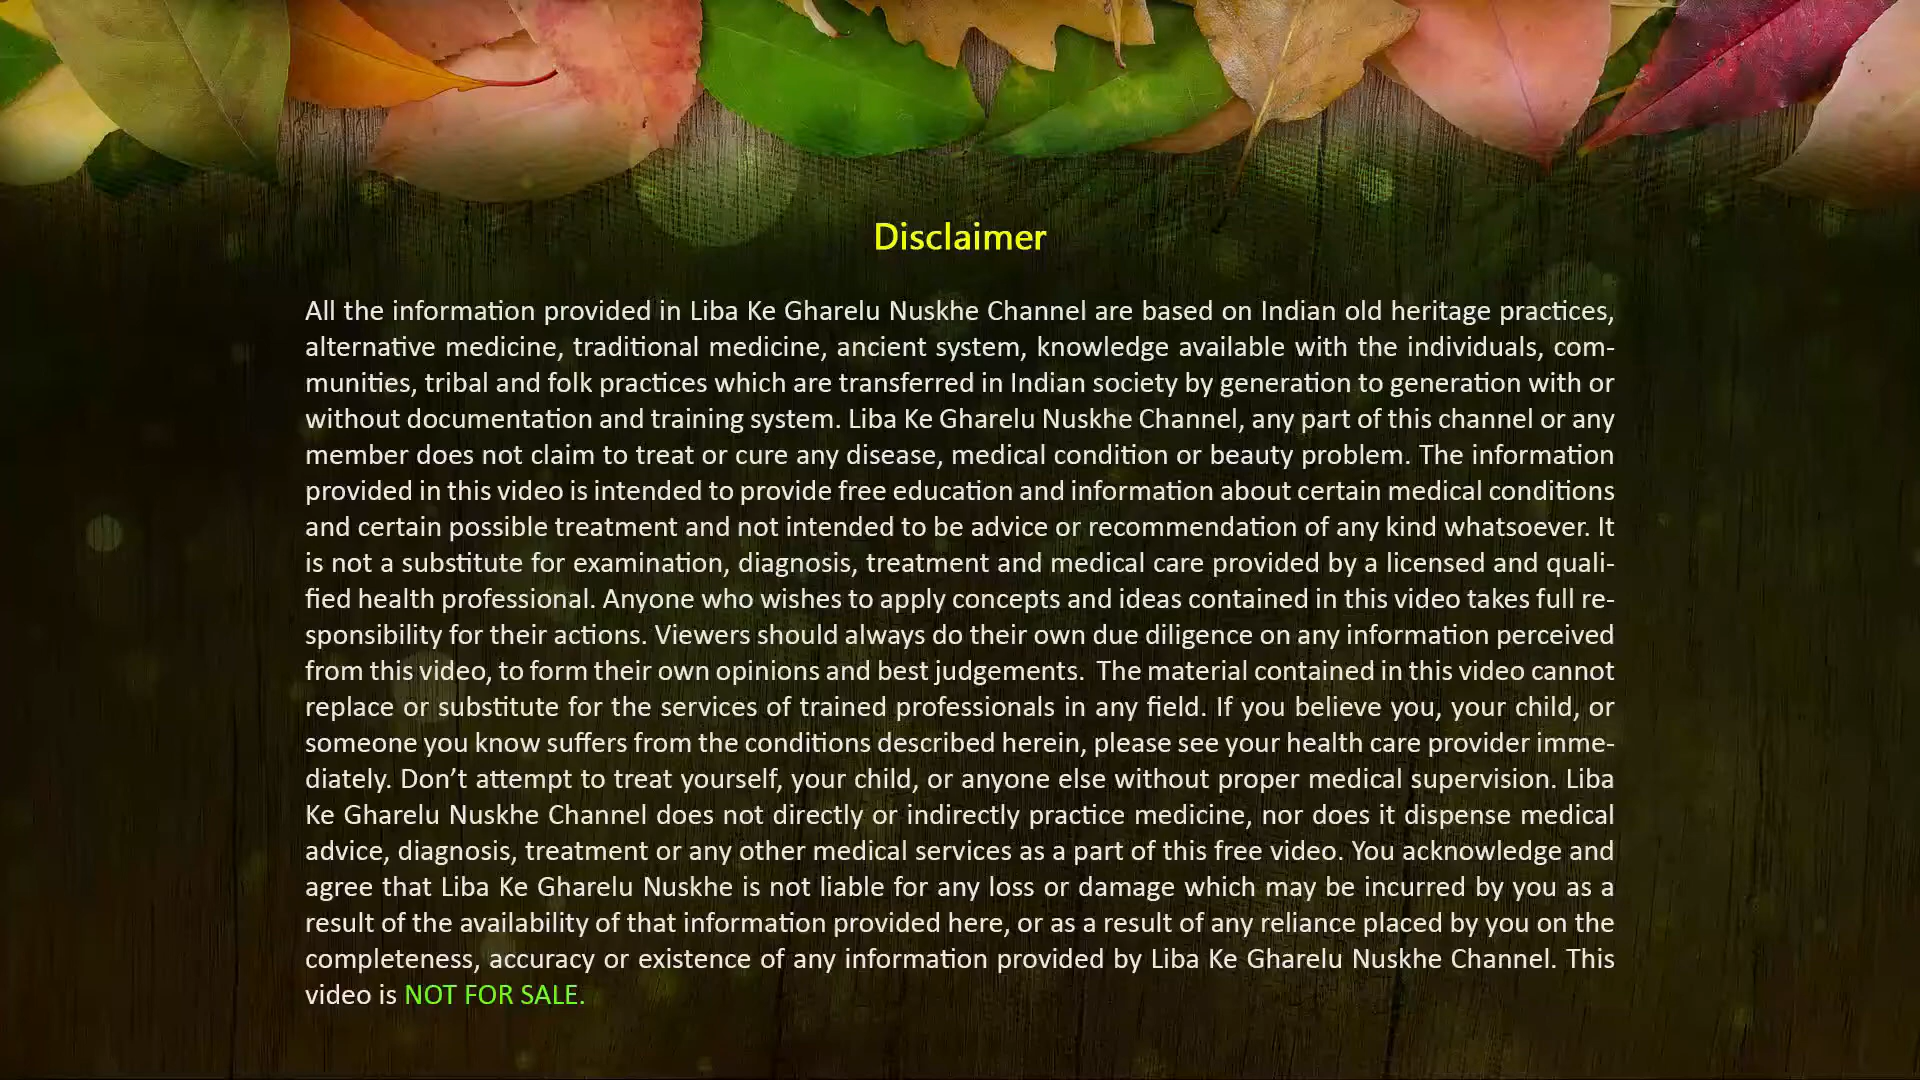 Disclaimer
All the information provided in Liba Ke Gharelu Nuskhe Channel are based on Indian old heritage practices,
alternative medicine, traditional medicine, ancient system, knowledge available with the individuals, com-
munities, tribal and folk practices which are transferred in Indian society by generation to generation with or
without documentation and training system. Liba Ke Gharelu Nuskhe Channel, any part of this channel or any
member does not claim to treat or cure any disease, medical condition or beauty problem. The information
provided in this video is intended to provide free education and information about certain medical conditions
and certain possible treatment and not intended to be advice or recommendation of any kind whatsoever. It
is not a substitute for examination, diagnosis, treatment and medical care provided by a licensed and quali-
fied health professional. Anyone who wishes to apply concepts and ideas contained in this video takes full re-
sponsibility for their actions. Viewers should always do their own due diligence on any information perceived
from this video, to form their own opinions and best judgements. The material contained in this video cannot
replace or substitute for the services of trained professionals in any field. If you believe you, your child, or
someone you know suffers from the conditions described herein, please see your health care provider imme-
diately. Don’t attempt to treat yourself, your child, or anyone else without proper medical supervision. Liba
Ke Gharelu Nuskhe Channel does not directly or indirectly practice medicine, nor does it dispense medical
advice, diagnosis, treatment or any other medical services as a part of this free video. You acknowledge and
agree that Liba Ke Gharelu Nuskhe is not liable for any loss or damage which may be incurred by you as a
result of the availability of that information provided here, or as a result of any reliance placed by you on the
completeness, accuracy or existence of any information provided by Liba Ke Gharelu Nuskhe Channel. This
video is NOT FOR SALE.